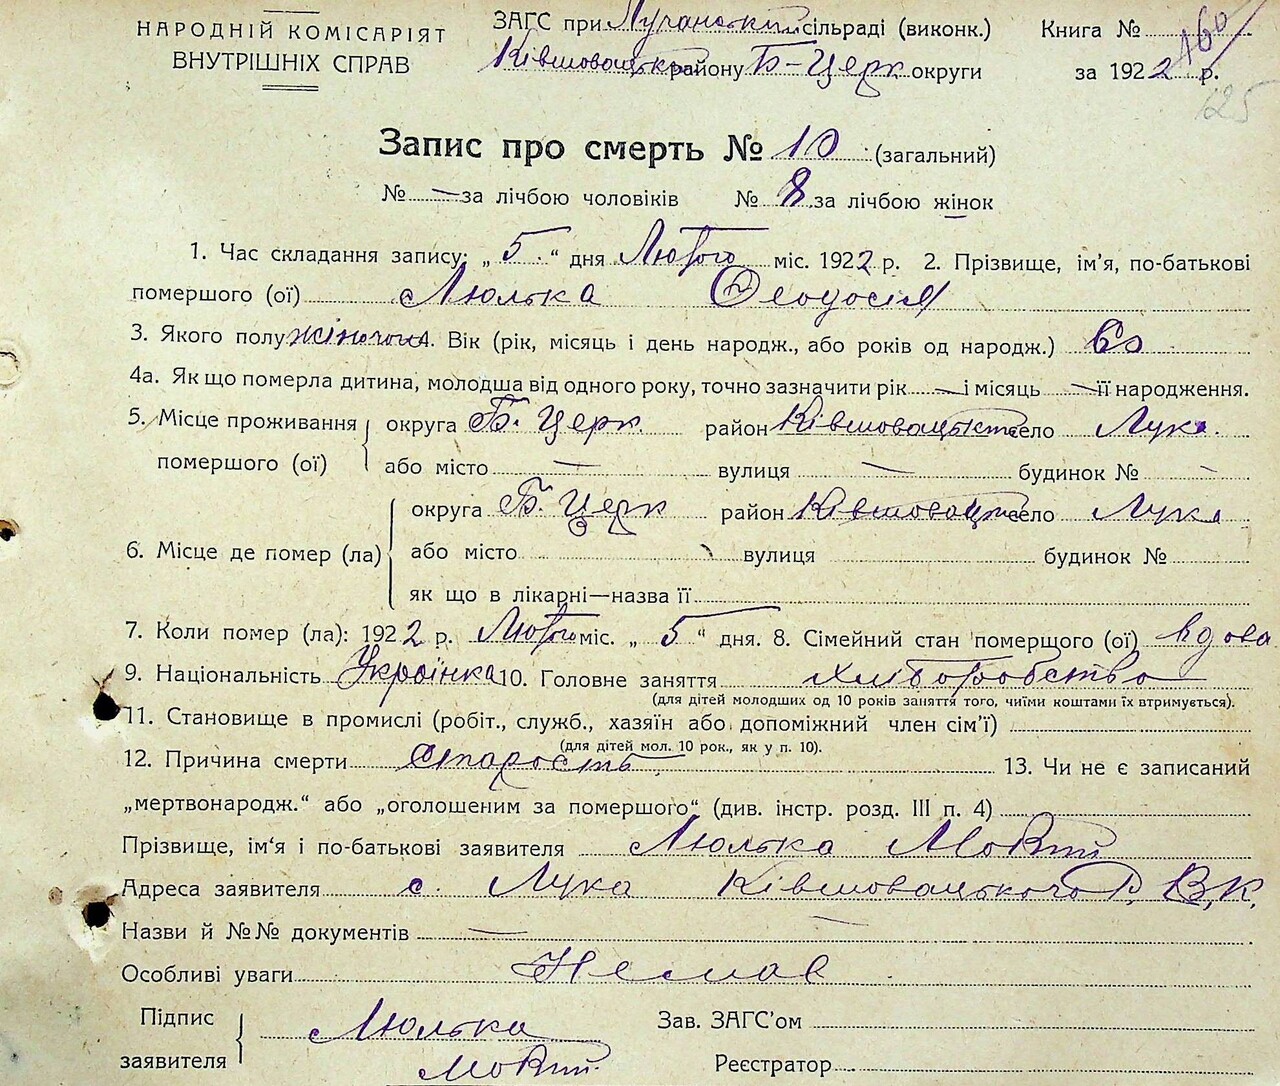 НАРОДНІЙ КОМІСАРІЯТ
ВНУТРІШНІХ СПРАВ
ЗАГС при Лучанській сільраді (виконк.)
Ківшовацьк району Б-Церк округи
Книга №
за 1922 р.
160
125
Запис про смерть № 10 (загальний)
№ — за лічбою чоловіків № 8 за лічбою жінок
1. Час складання запису: „ 5 “ дня Лютого міс. 1922 р. 2. Прізвище, ім'я, по-батькові
помершого (ої) Люлька Феодосія
3. Якого полу жіночого 4. Вік (рік, місяць і день народж., або років од народж.) 60
4а. Як що померла дитина, молодша від одного року, точно зазначити рік — і місяць — її народження.
5. Місце проживання округа Б. Церк. район Ківшовацьк село Лука.
помершого (ої) або місто — вулиця — будинок № —
округа Б. Церк район Ківшовацьк село Лука
6. Місце де помер (ла) або місто вулиця будинок №
як що в лікарні—назва її
7. Коли помер (ла): 1922 р. Лютого міс. „ 5 “ дня. 8. Сімейний стан померщого (ої) вдова
9. Національність Українка 10. Головне заняття хліборобство
(для дітей молодших од 10 років заняття того, чиїми коштами їх втримується).
11. Становище в промислі (робіт., служб., хазяїн або допоміжний член сім'ї)
(для дітей мол. 10 рок., як у п. 10).
12. Причина смерти старость 13. Чи не є записаний
„мертвонародж.“ або „оголошеним за помершого“ (див. інстр. розд. III п. 4)
Прізвище, ім'я і по-батькові заявителя Люлька Мокій
Адреса заявителя с. Лука Ківшовацького Р. В. К.
Назви й №№ документів —
Особливі уваги Немав
Підпис
заявителя
Люлька
Мокій
Зав. ЗАГС'ом
Реєстратор